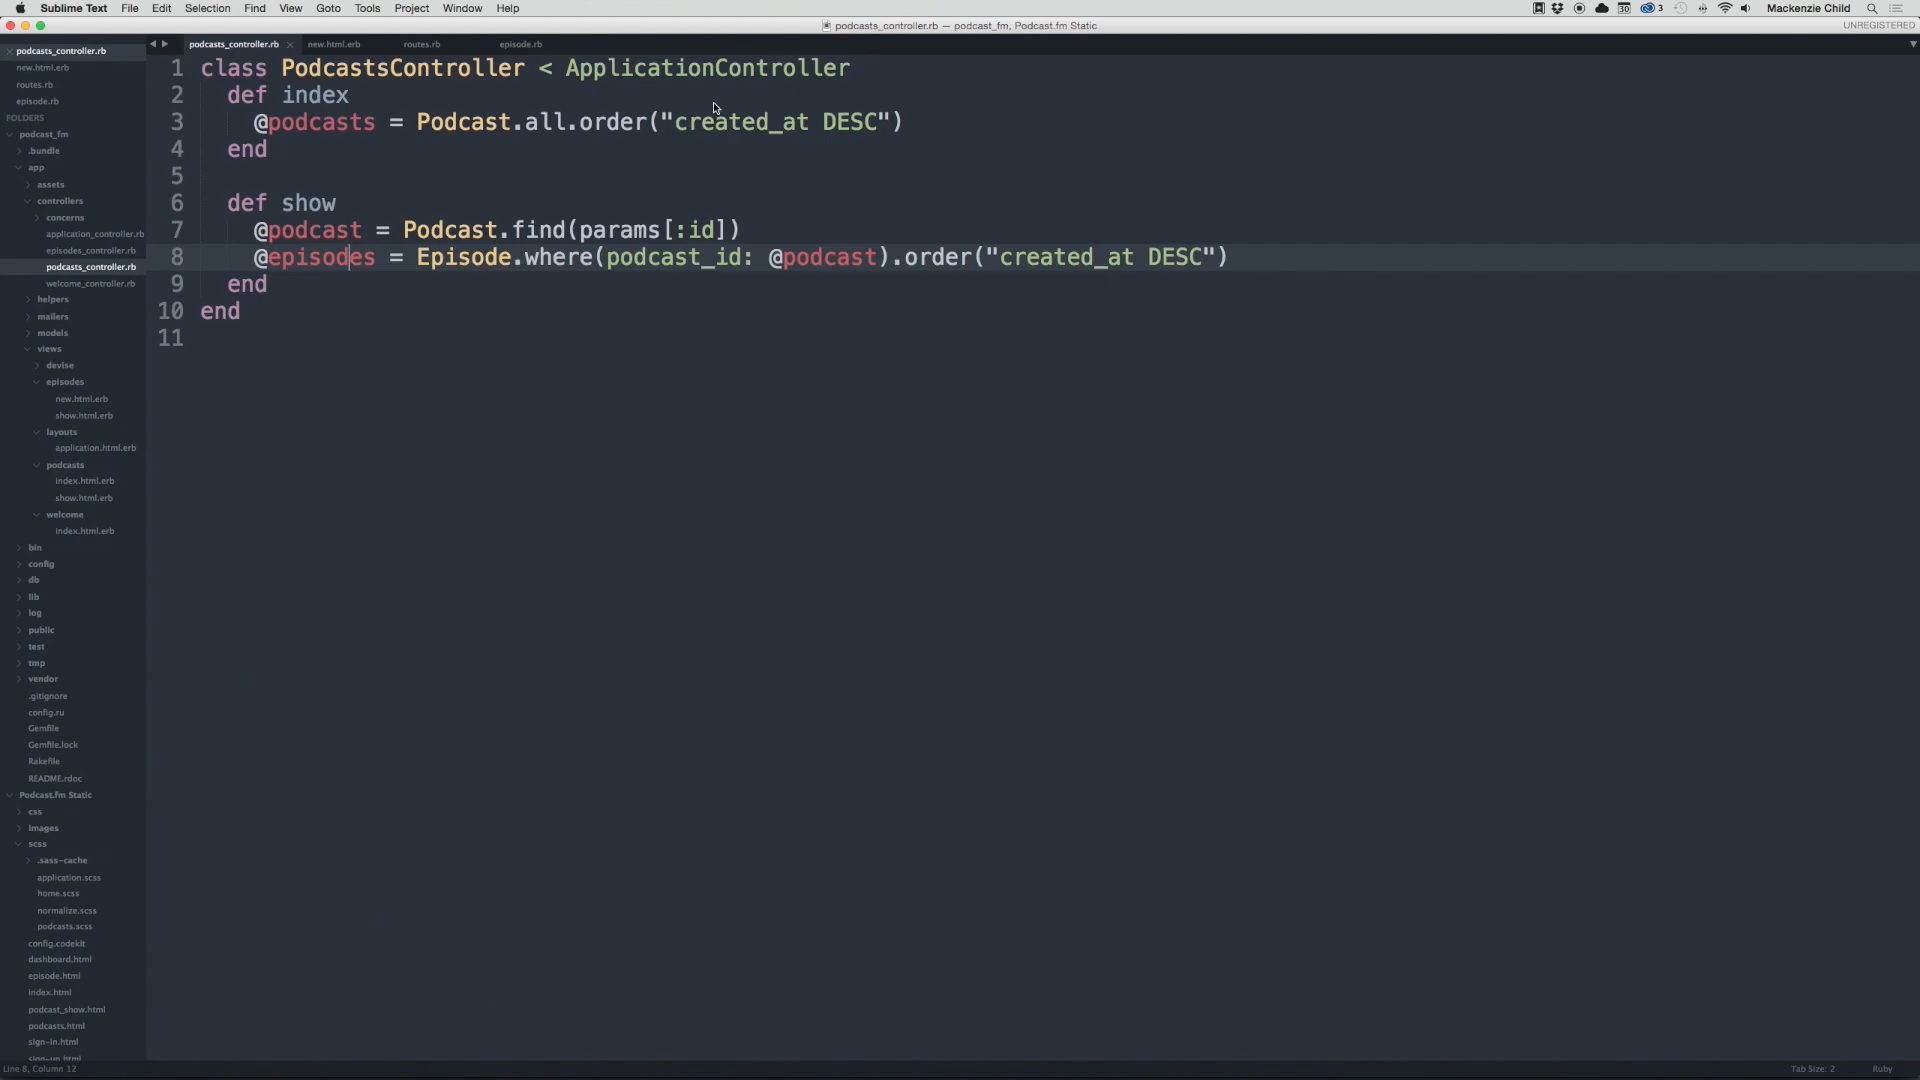 Sublime Text File Edit Selection Find View Goto Tools Project Window Help 30 3 Mackenzie Child
podcasts_controller.rb — podcast_fm, Podcast.fm Static UNREGISTERED
podcasts_controller.rb new.html.erb routes.rb episode.rb
podcasts_controller.rb
new.html.erb
routes.rb
episode.rb
FOLDERS
podcast_fm
.bundle
app
assets
controllers
concerns
application_controller.rb
episodes_controller.rb
podcasts_controller.rb
welcome_controller.rb
helpers
mailers
models
views
devise
episodes
new.html.erb
show.html.erb
layouts
application.html.erb
podcasts
index.html.erb
show.html.erb
welcome
index.html.erb
bin
config
db
lib
log
public
test
tmp
vendor
.gitignore
config.ru
Gemfile
Gemfile.lock
Rakefile
README.rdoc
Podcast.fm Static
css
images
scss
.sass-cache
application.scss
home.scss
normalize.scss
podcasts.scss
config.codekit
dashboard.html
episode.html
index.html
podcast_show.html
podcasts.html
sign-in.html
sign-up.html
1 class PodcastsController < ApplicationController
2 def index
3 @podcasts = Podcast.all.order("created_at DESC")
4 end
5
6 def show
7 @podcast = Podcast.find(params[:id])
8 @episodes = Episode.where(podcast_id: @podcast).order("created_at DESC")
9 end
10 end
11
Line 8, Column 12 Tab Size: 2 Ruby